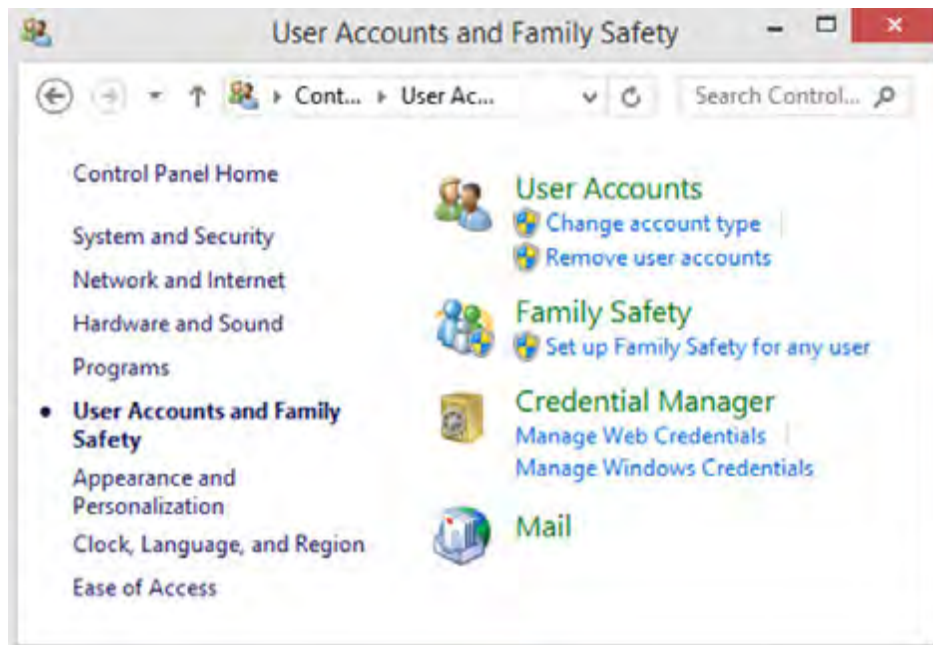 User Accounts and Family Safety
Cont... User Ac... Search Control...
Control Panel Home
System and Security
Network and Internet
Hardware and Sound
Programs
User Accounts and Family
Safety
Appearance and
Personalization
Clock, Language, and Region
Ease of Access
User Accounts
Change account type
Remove user accounts
Family Safety
Set up Family Safety for any user
Credential Manager
Manage Web Credentials
Manage Windows Credentials
Mail